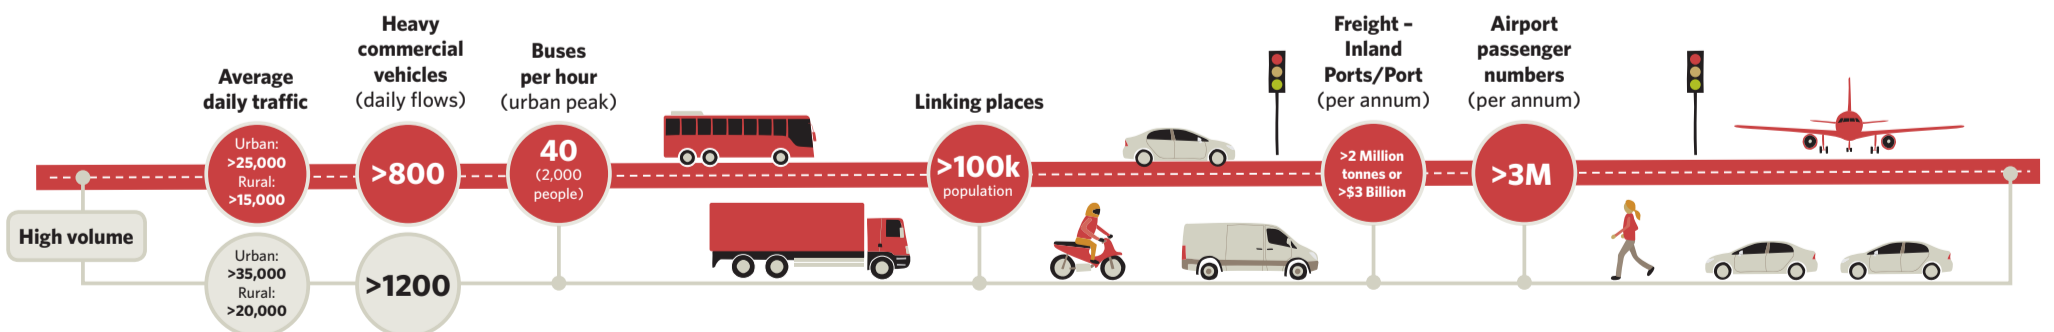 Average
daily traffic
Urban:
>25,000
Rural:
>15,000
Heavy
commercial
vehicles
(daily flows)
>800
Buses
per hour
(urban peak)
40
(2,000
people)
Linking places
>100k
population
Freight –
Inland
Ports/Port
(per annum)
>2 Million
tonnes or
>$3 Billion
Airport
passenger
numbers
(per annum)
>3M
High volume
Urban:
>35,000
Rural:
>20,000
>1200